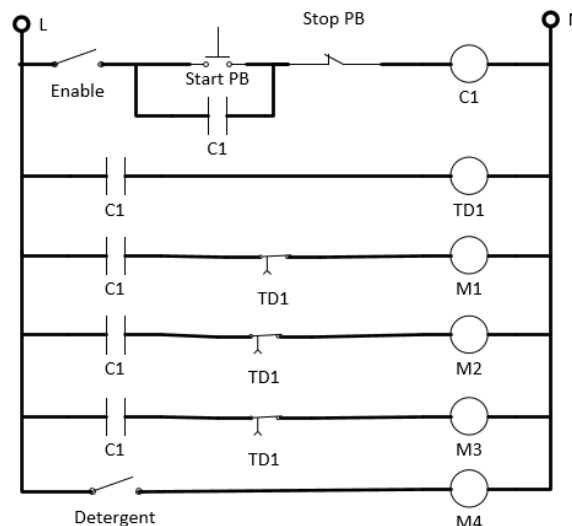 L
Stop PB
Enable
Start PB
C1
C1
C1
TD1
C1
TD1
M1
C1
TD1
M2
C1
TD1
M3
Detergent
M4